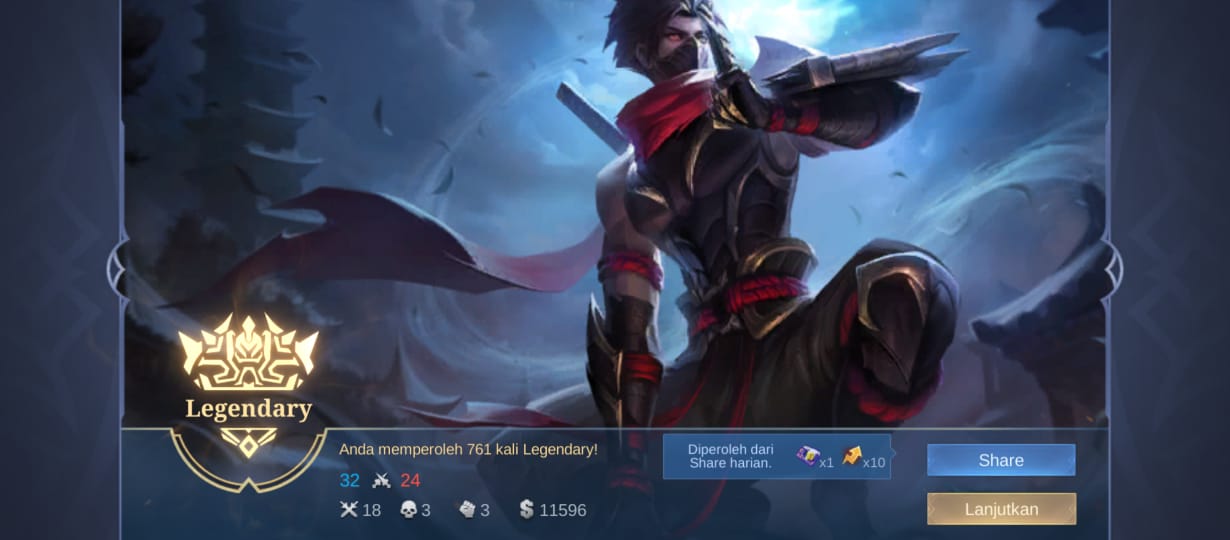 Legendary
Anda memperoleh 761 kali Legendary!
32 24
18 3 3 11596
Diperoleh dari
Share harian.
x1 x10
Share
Lanjutkan